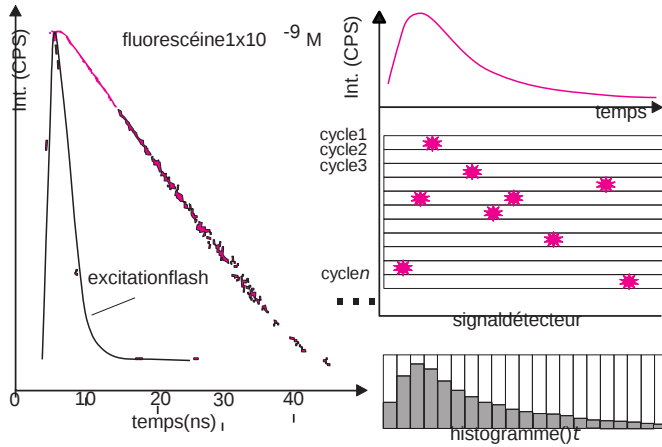 fluorescéine1x10 -9 M
Int. (CPS)
excitationflash
0 10 20 30 40
temps(ns)
Int. (CPS)
temps
cycle1
cycle2
cycle3
cyclen
signaldétecteur
histogramme()t